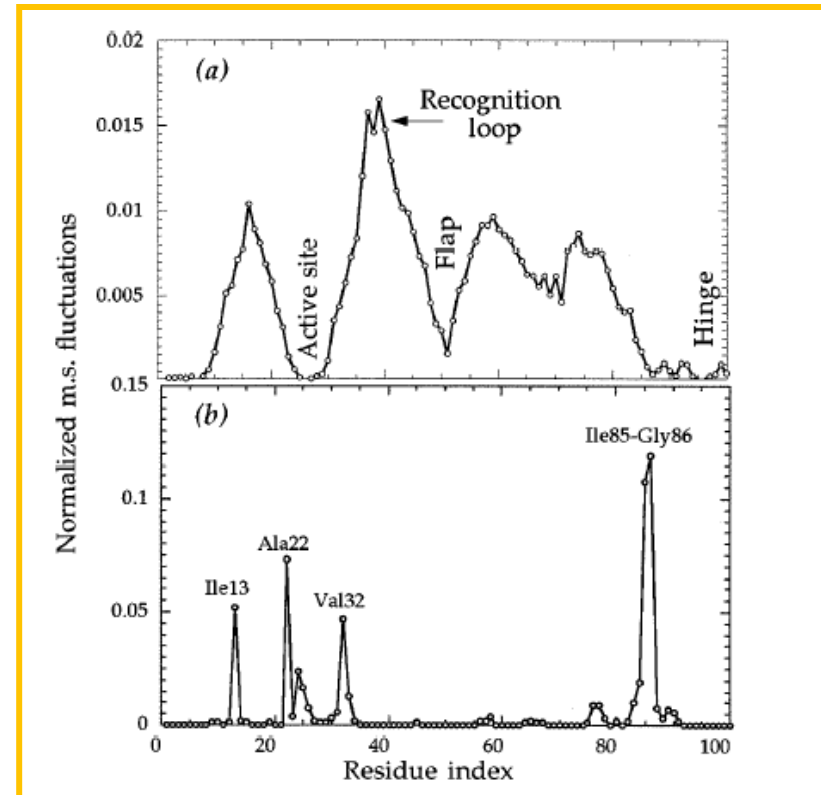 0.02
(a)
Recognition
loop
0.015
0.01
0.005
Active site
Flap
Hinge
Normalized m.s. fluctuations
0.15
(b)
Ile85-Gly86
0.1
Ala22
Ile13
Val32
0.05
0
0 20 40 60 80 100
Residue index